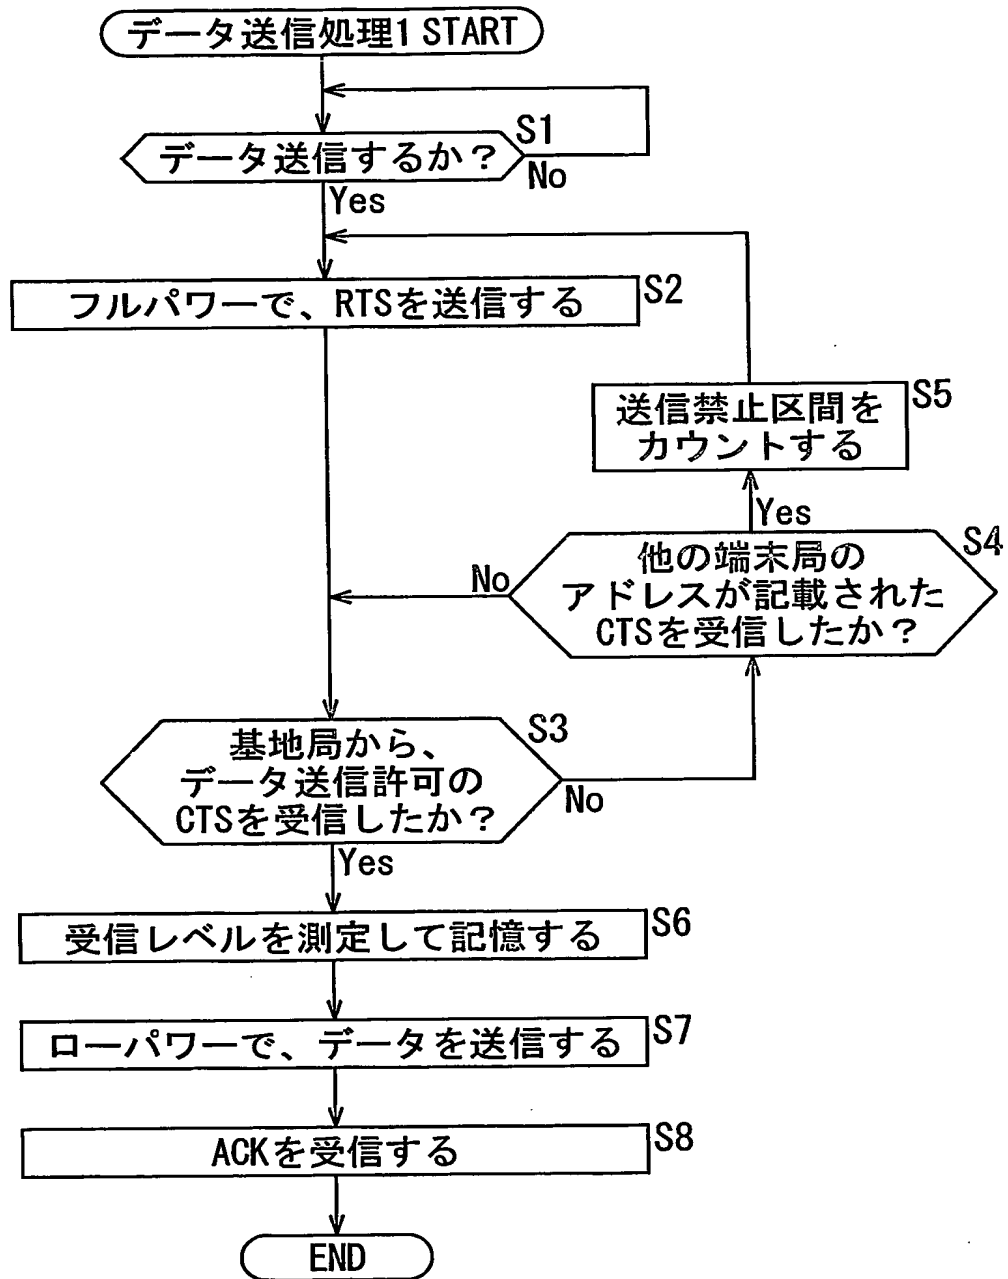 データ送信処理1 START
データ送信するか?
S1
No
Yes
フルパワーで、RTSを送信する
S2
送信禁止区間を
カウントする
S5
Yes
他の端末局の
アドレスが記載された
CTSを受信したか?
S4
No
基地局から、
データ送信許可の
CTSを受信したか?
S3
No
Yes
受信レベルを測定して記憶する
S6
ローパワーで、データを送信する
S7
ACKを受信する
S8
END